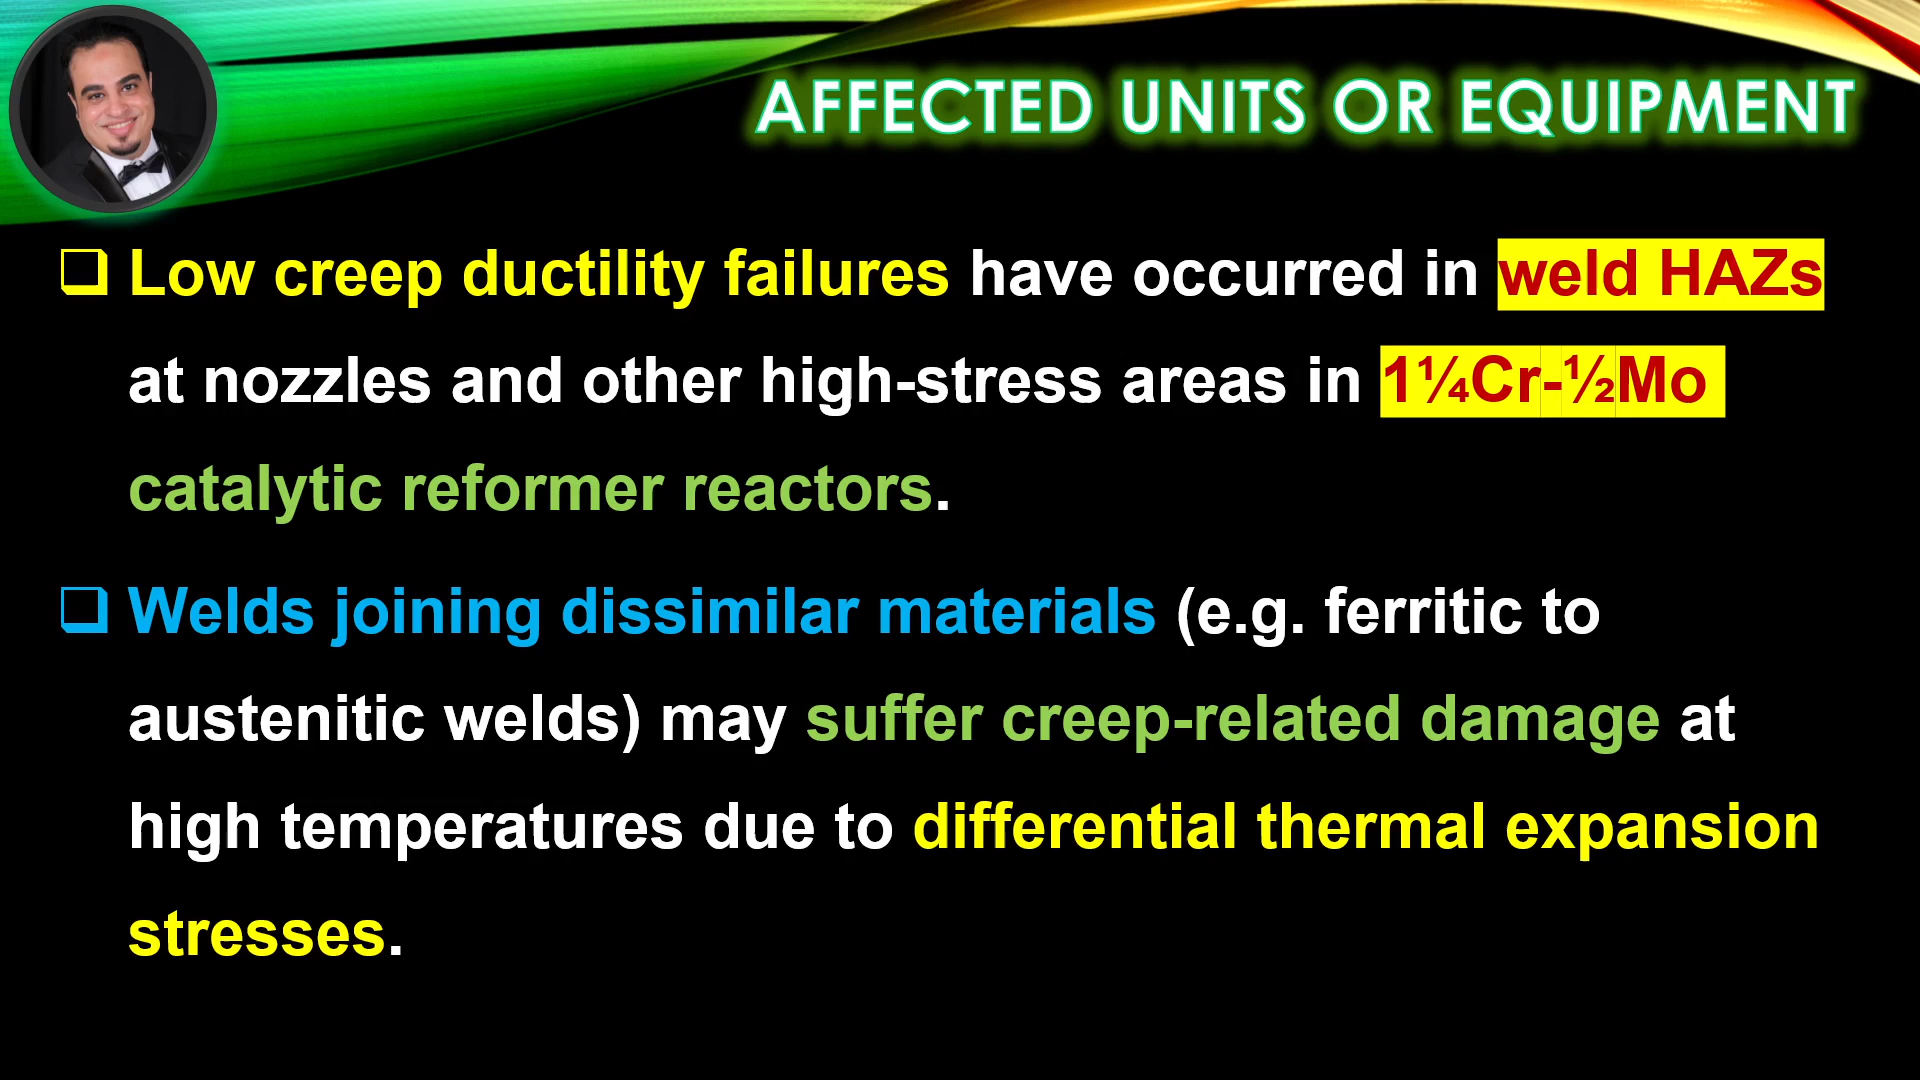 AFFECTED UNITS OR EQUIPMENT
Low creep ductility failures have occurred in weld HAZs
at nozzles and other high-stress areas in 1¼Cr-½Mo
catalytic reformer reactors.
Welds joining dissimilar materials (e.g. ferritic to
austenitic welds) may suffer creep-related damage at
high temperatures due to differential thermal expansion
stresses.